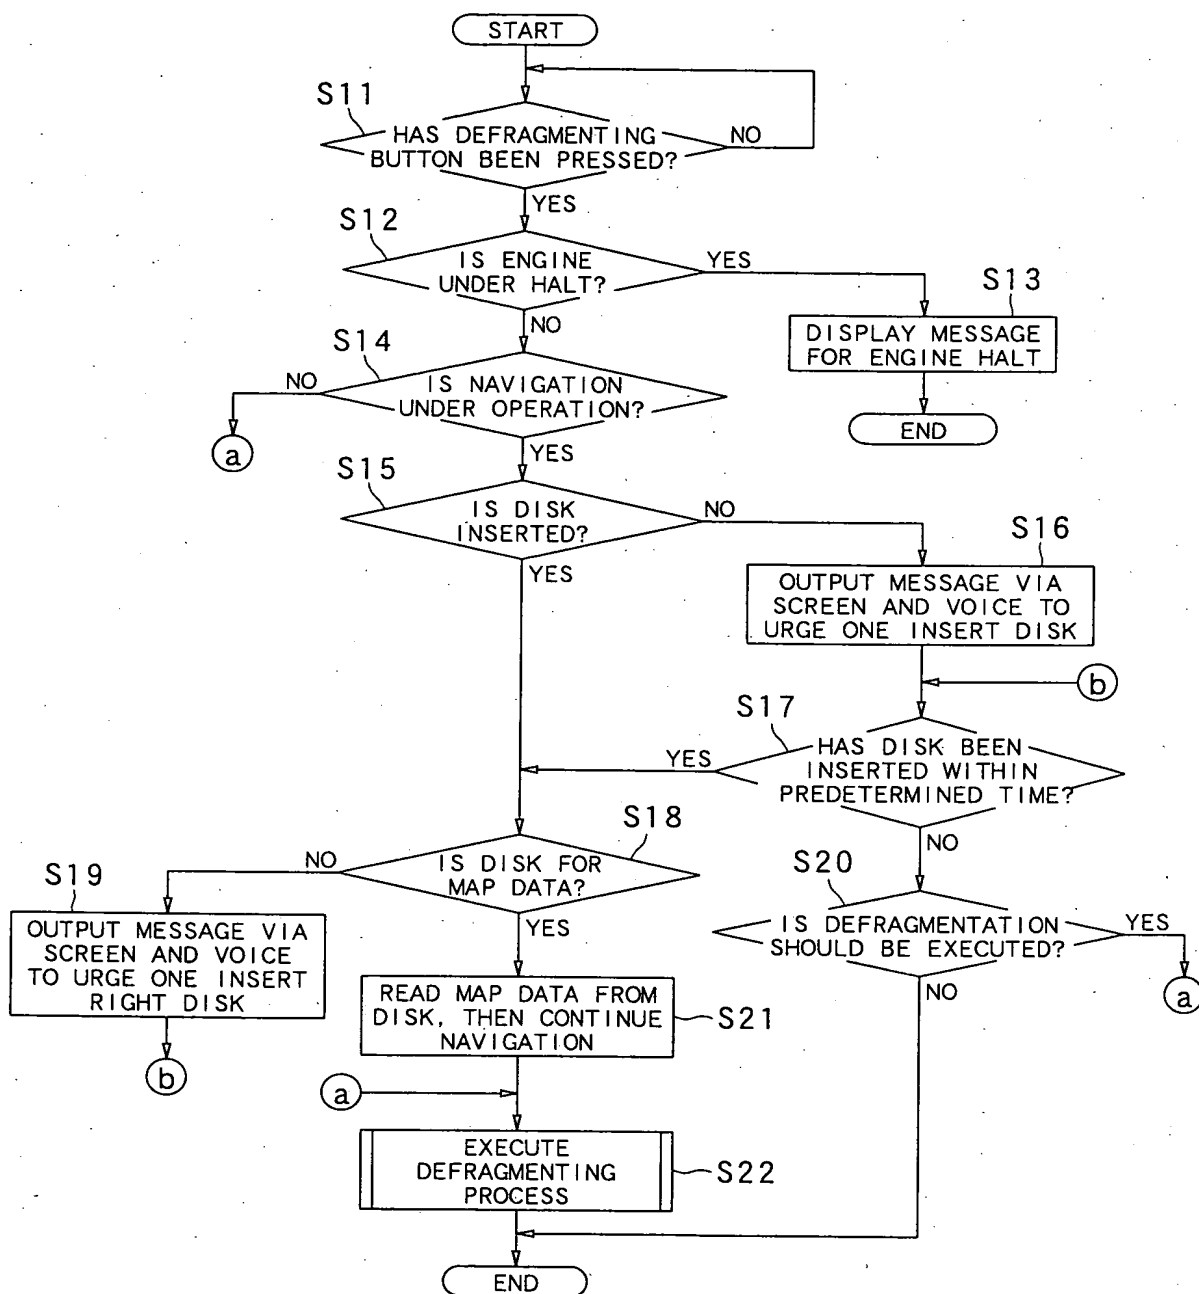 START
S11
HAS DEFRAGMENTING
BUTTON BEEN PRESSED?
NO
YES
S12
IS ENGINE
UNDER HALT?
YES
NO
S13
DISPLAY MESSAGE
FOR ENGINE HALT
END
S14
IS NAVIGATION
UNDER OPERATION?
NO
a
YES
S15
IS DISK
INSERTED?
NO
YES
S16
OUTPUT MESSAGE VIA
SCREEN AND VOICE TO
URGE ONE INSERT DISK
b
S17
HAS DISK BEEN
INSERTED WITHIN
PREDETERMINED TIME?
YES
NO
S18
IS DISK FOR
MAP DATA?
NO
YES
S19
OUTPUT MESSAGE VIA
SCREEN AND VOICE
TO URGE ONE INSERT
RIGHT DISK
b
S20
IS DEFRAGMENTATION
SHOULD BE EXECUTED?
YES
a
NO
READ MAP DATA FROM
DISK, THEN CONTINUE
NAVIGATION
S21
a
EXECUTE
DEFRAGMENTING
PROCESS
S22
END